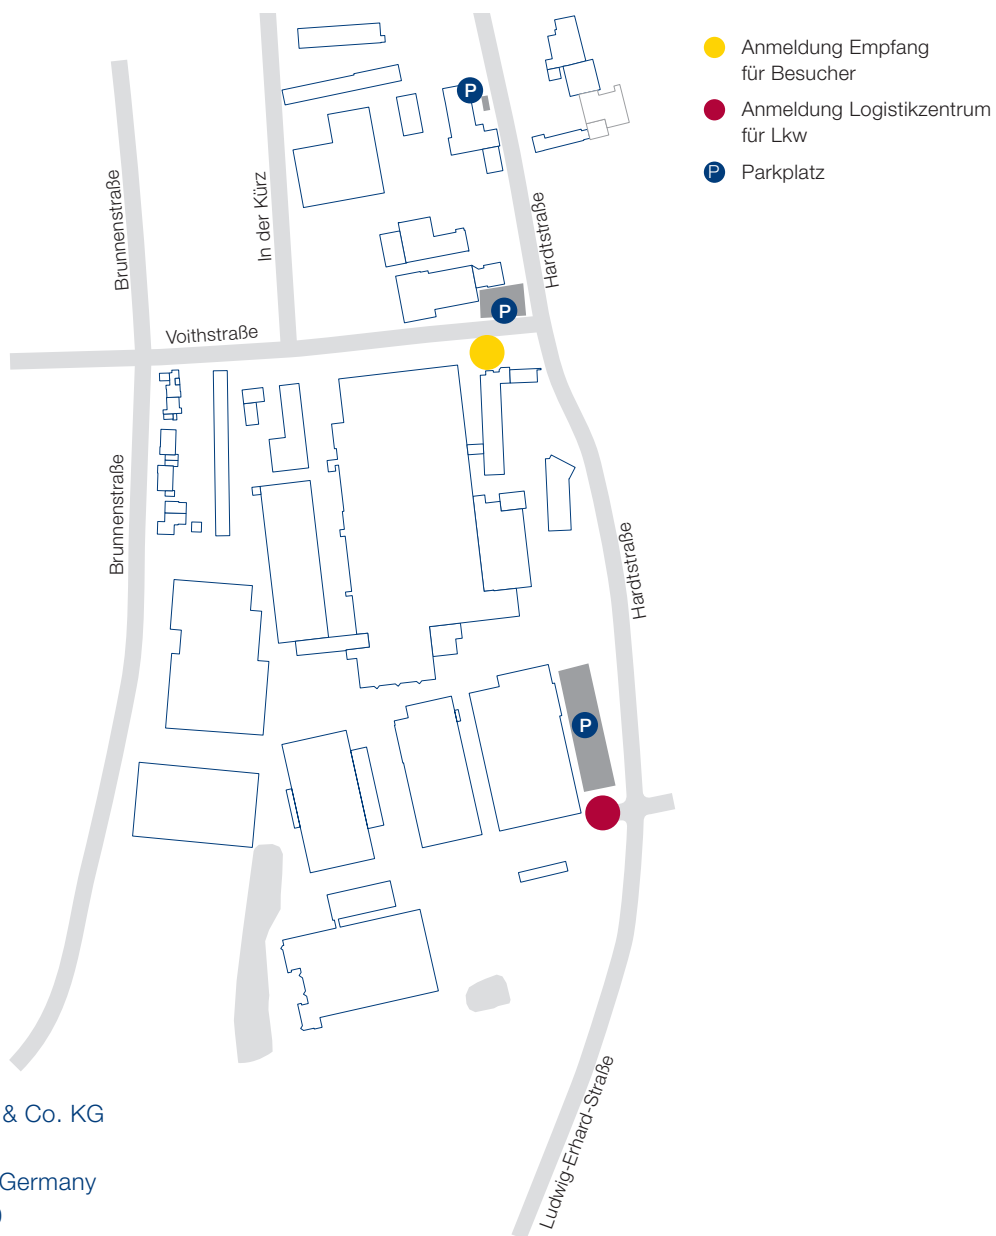 Anmeldung Empfang
für Besucher
Anmeldung Logistikzentrum
für Lkw
P Parkplatz
P
Brunnenstraße
In der Kürz
Hardtstraße
P
Voithstraße
Brunnenstraße
Hardtstraße
P
Ludwig-Erhard-Straße
& Co. KG
Germany